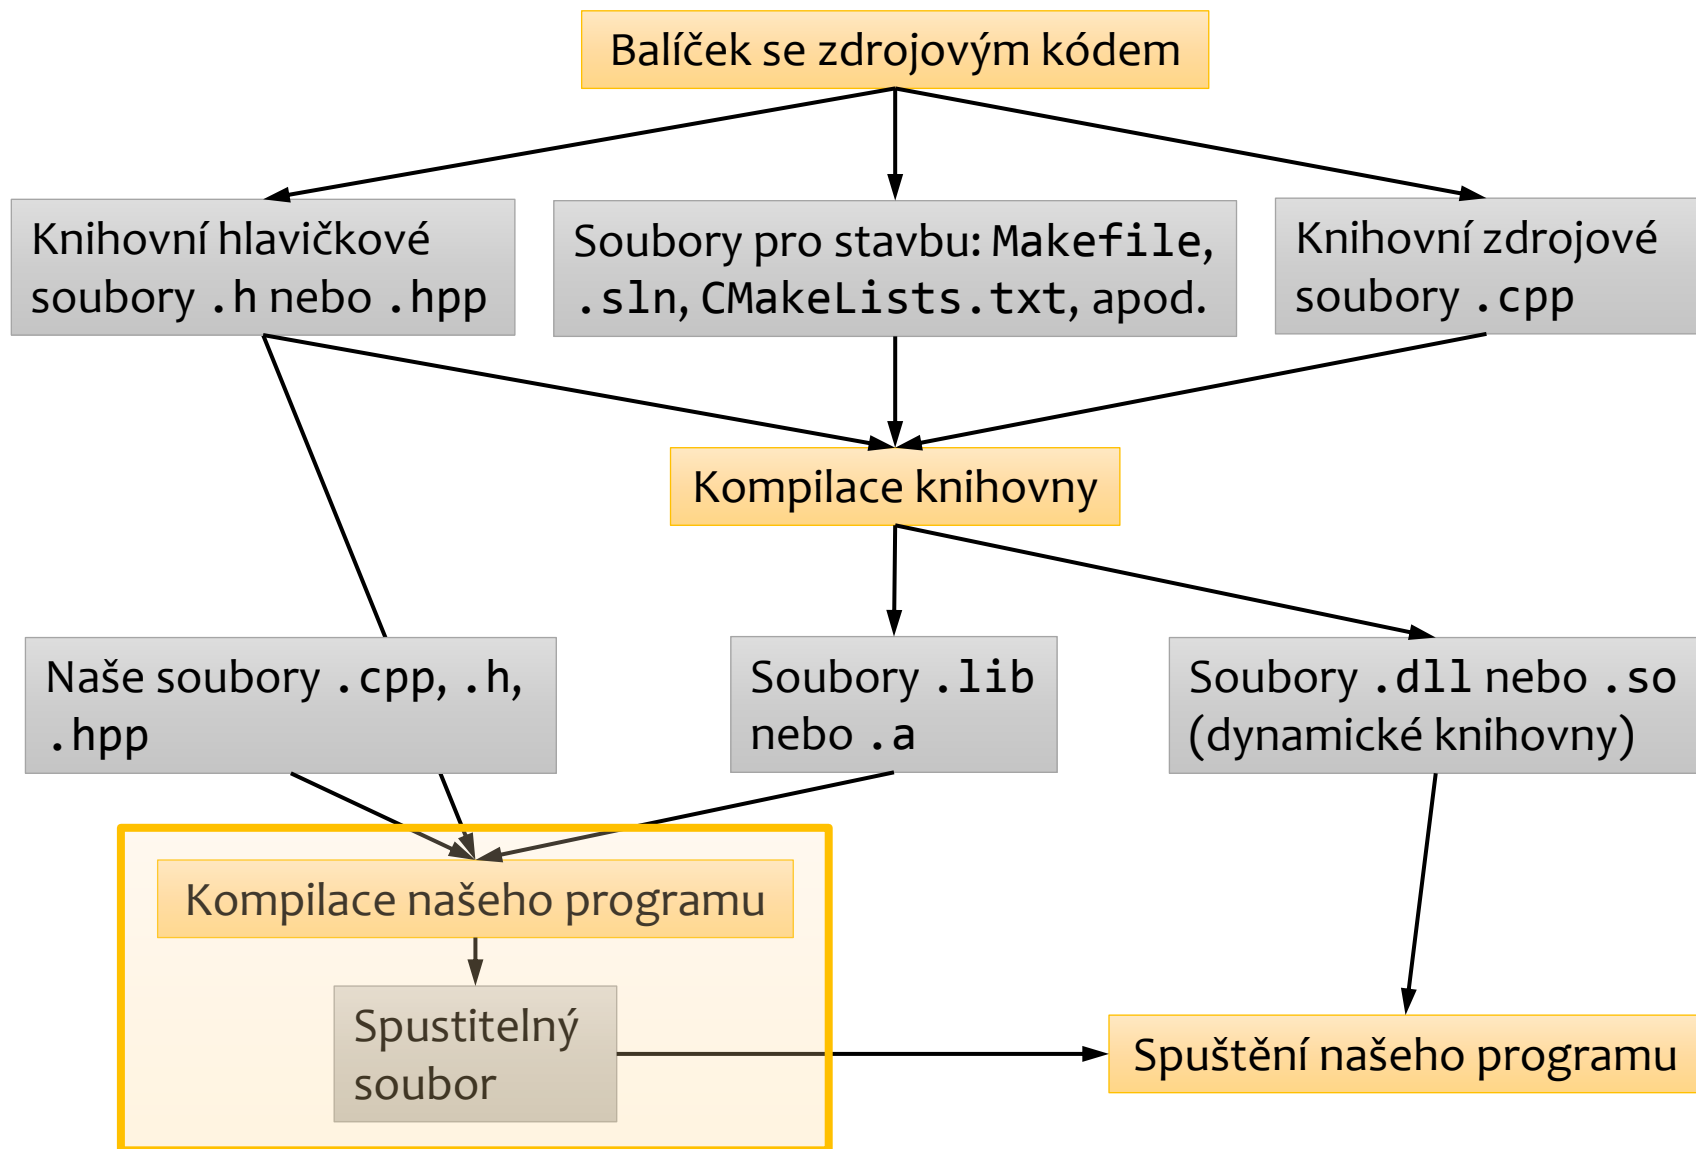 Balíček se zdrojovým kódem
Knihovní hlavičkové
soubory .h nebo .hpp
Soubory pro stavbu: Makefile,
.sln, CMakeLists.txt, apod.
Knihovní zdrojové
soubory .cpp
Kompilace knihovny
Naše soubory .cpp, .h,
.hpp
Soubory .lib
nebo .a
Soubory .dll nebo .so
(dynamické knihovny)
Kompilace našeho programu
Spustitelný
soubor
Spuštění našeho programu